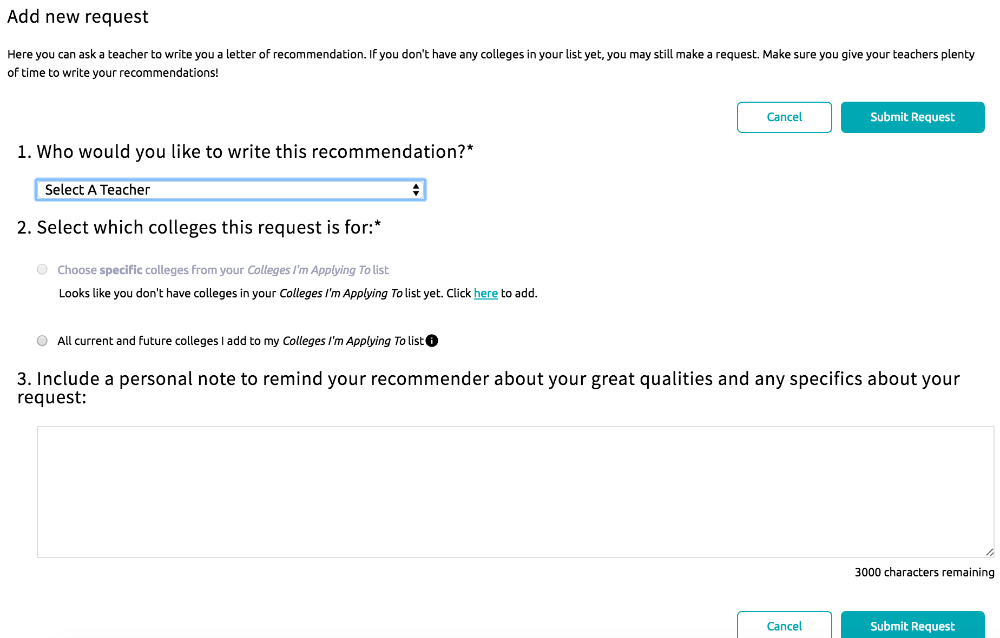 Add new request
Here you can ask a teacher to write you a letter of recommendation. If you don't have any colleges in your list yet, you may still make a request. Make sure you give your teachers plenty
of time to write your recommendations!
Cancel
Submit Request
1. Who would you like to write this recommendation?*
Select A Teacher
2. Select which colleges this request is for:*
Choose specific colleges from your Colleges I'm Applying To list
Looks like you don't have colleges in your Colleges I'm Applying To list yet. Click here to add.
All current and future colleges I add to my Colleges I'm Applying To list
3. Include a personal note to remind your recommender about your great qualities and any specifics about your
request:
3000 characters remaining
Cancel
Submit Request